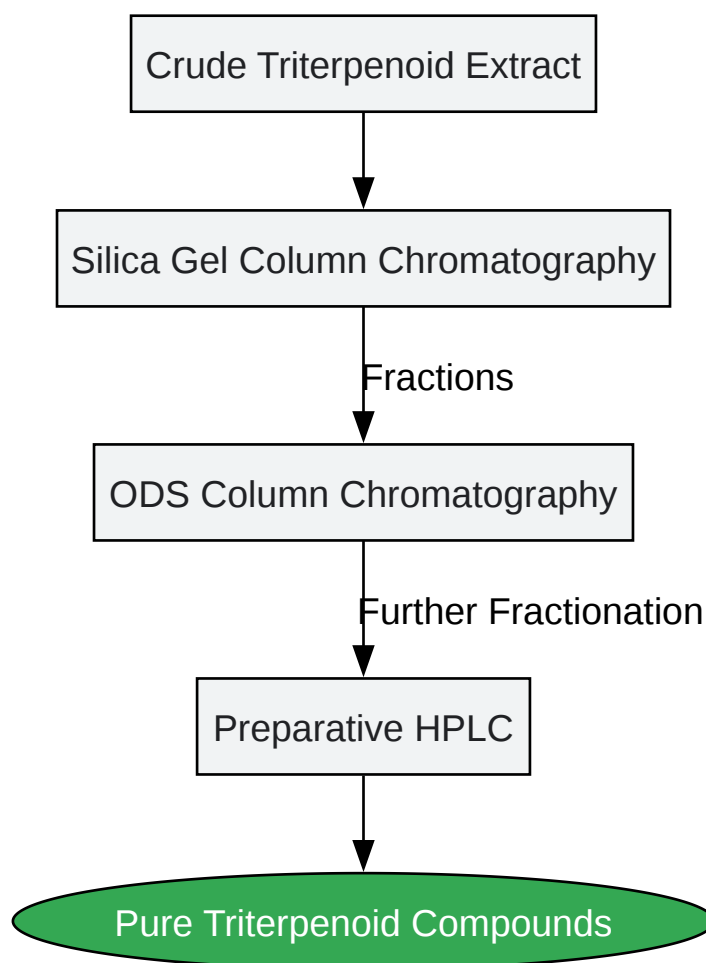 Crude Triterpenoid Extract
Silica Gel Column Chromatography
Fractions
ODS Column Chromatography
Further Fractionation
Preparative HPLC
Pure Triterpenoid Compounds